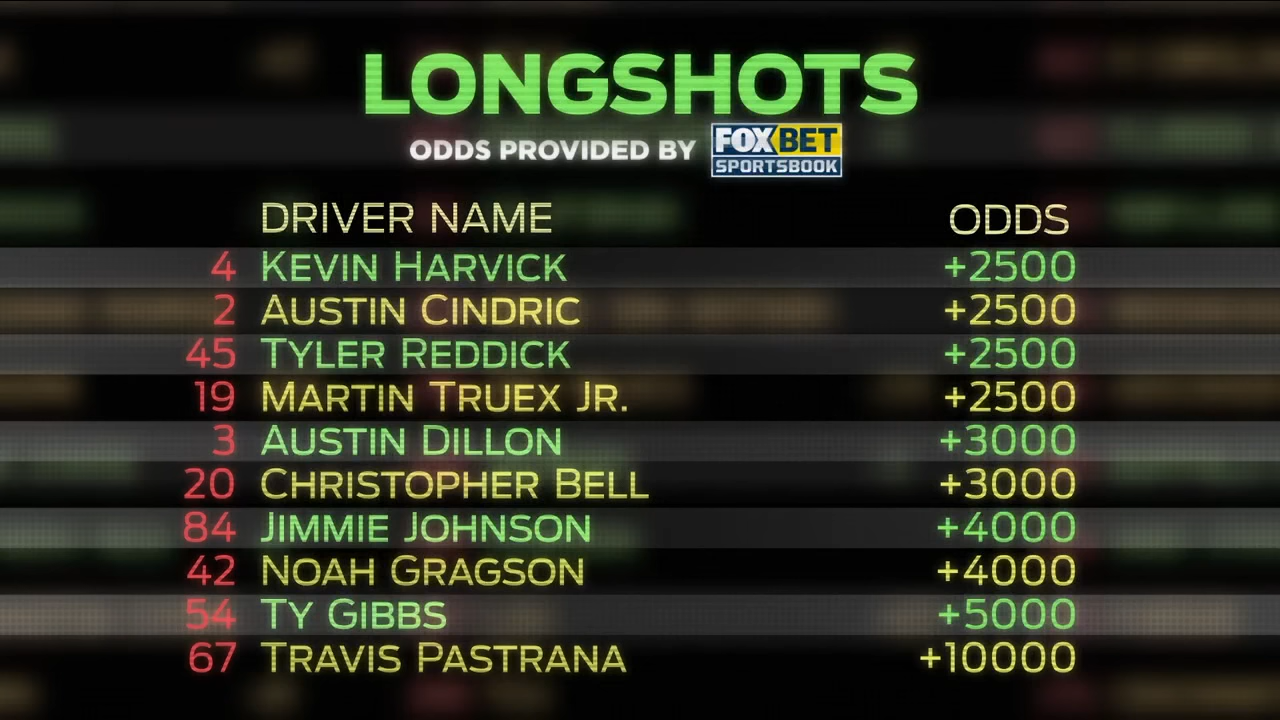 LONGSHOTS
ODDS PROVIDED BY FOX BET SPORTSBOOK
DRIVER NAME ODDS
4 KEVIN HARVICK +2500
2 AUSTIN CINDRIC +2500
45 TYLER REDDICK +2500
19 MARTIN TRUEX JR. +2500
3 AUSTIN DILLON +3000
20 CHRISTOPHER BELL +3000
84 JIMMIE JOHNSON +4000
42 NOAH GRAGSON +4000
54 TY GIBBS +5000
67 TRAVIS PASTRANA +10000